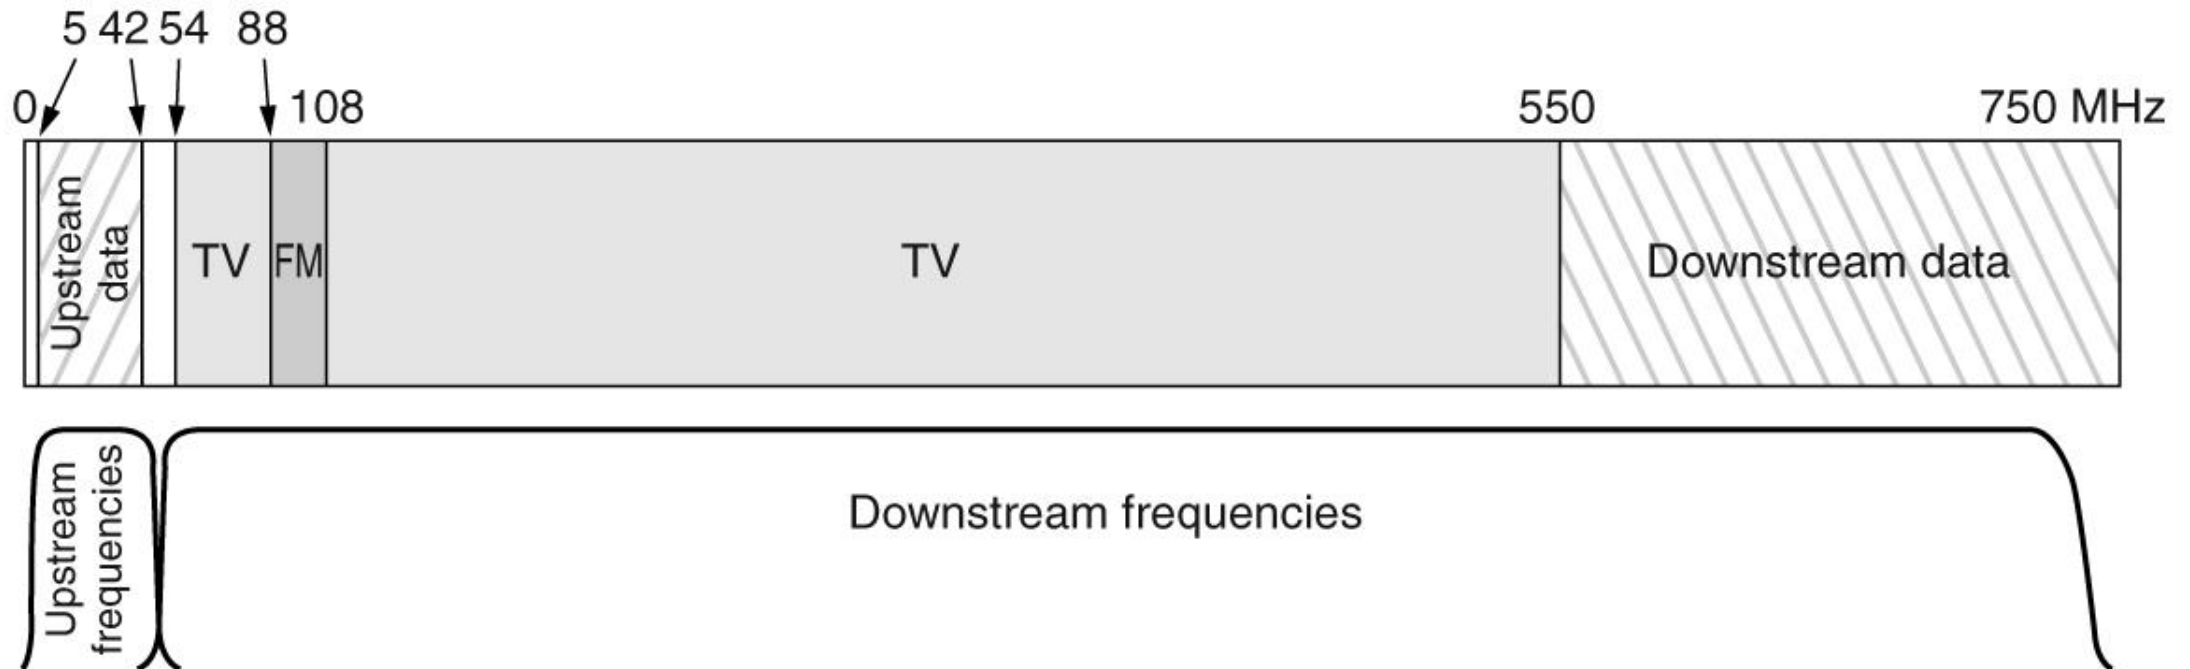 5 42 54 88
0 108 550 750 MHz
Upstream
data
TV
FM
TV
Downstream data
Upstream
frequencies
Downstream frequencies